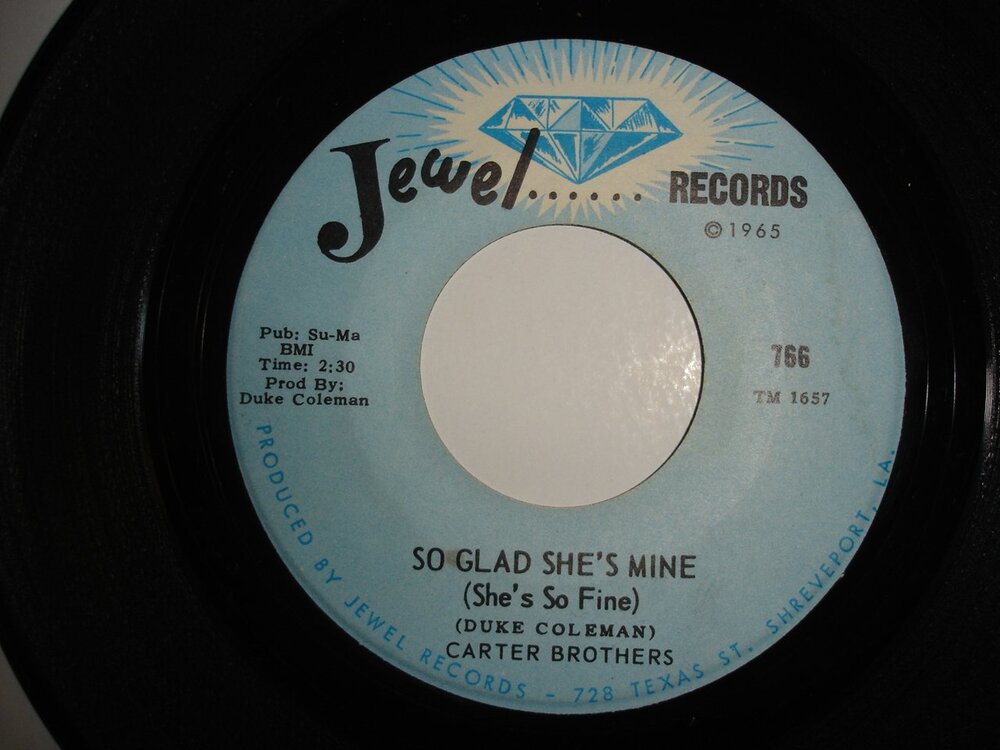 Jewel...... RECORDS
©1965
Pub: Su-Ma
BMI
Time: 2:30
Prod By:
Duke Coleman
766
TM 1657
SO GLAD SHE'S MINE
(She's So Fine)
(DUKE COLEMAN)
CARTER BROTHERS
PRODUCED BY JEWEL RECORDS - 728 TEXAS ST. SHREVEPORT, LA.